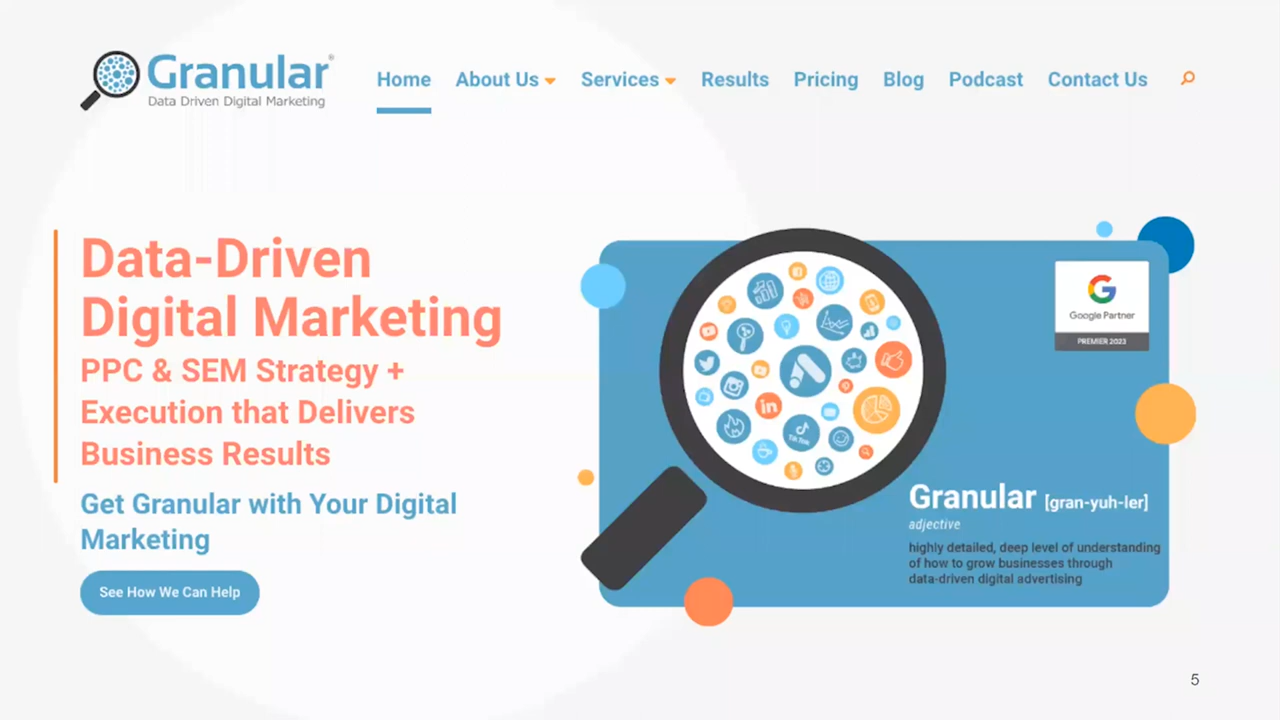 Granular®
Data Driven Digital Marketing
Home About Us Services Results Pricing Blog Podcast Contact Us
Data-Driven
Digital Marketing
PPC & SEM Strategy +
Execution that Delivers
Business Results
Get Granular with Your Digital
Marketing
See How We Can Help
in
TikTok
Google Partner
PREMIER 2023
Granular [gran-yuh-ler]
adjective
highly detailed, deep level of understanding
of how to grow businesses through
data-driven digital advertising
5